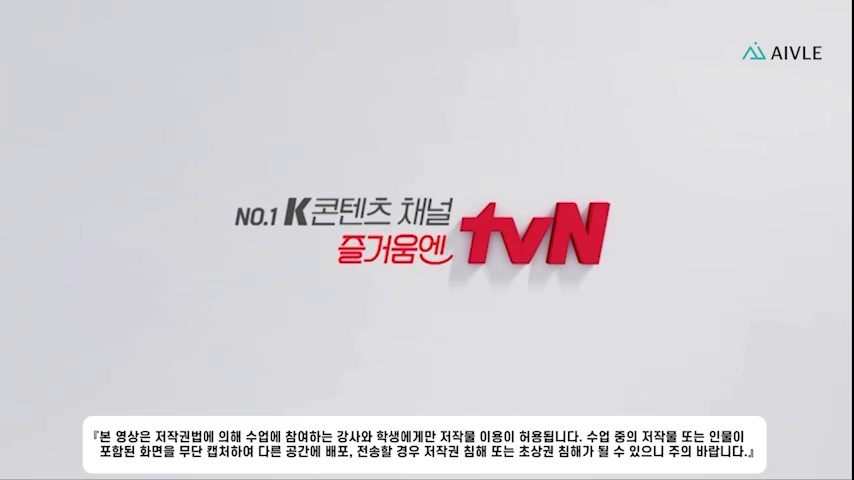 AIVLE
NO.1 K콘텐츠 채널
즐거움엔 tvN
『본 영상은 저작권법에 의해 수업에 참여하는 강사와 학생에게만 저작물 이용이 허용됩니다. 수업 중의 저작물 또는 인물이
포함된 화면을 무단 캡처하여 다른 공간에 배포, 전송할 경우 저작권 침해 또는 초상권 침해가 될 수 있으니 주의 바랍니다.』